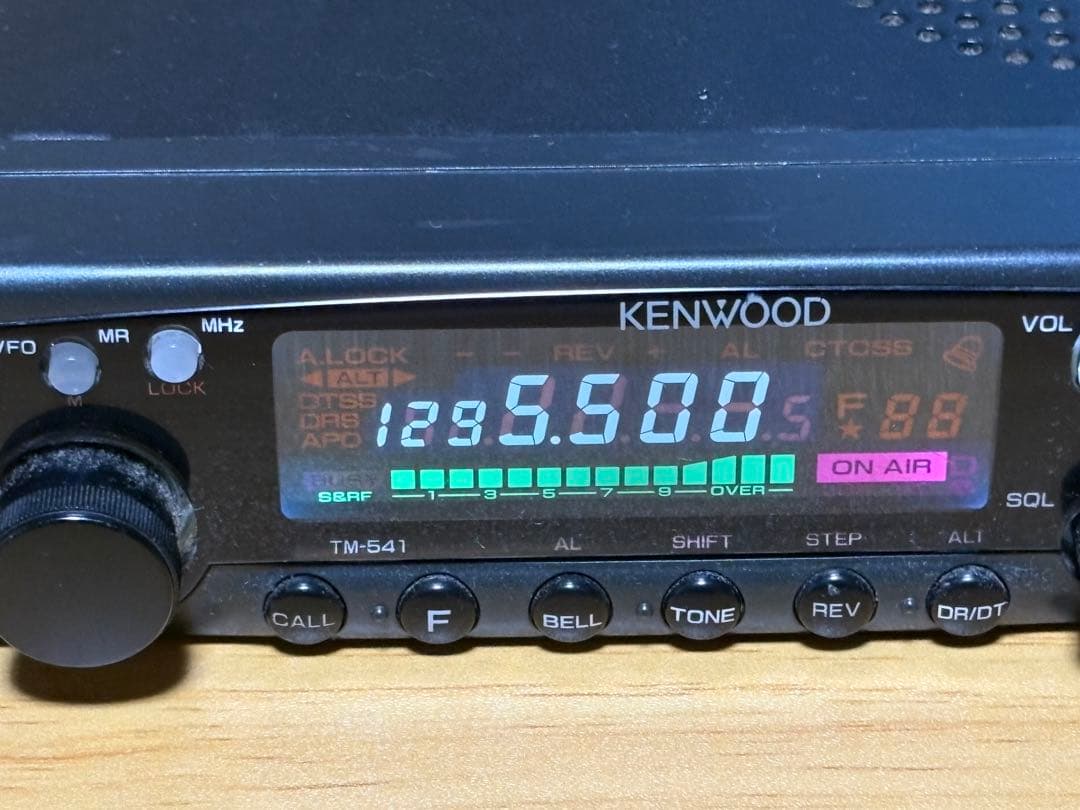 KENWOOD
VFO
MR
MHz
M
LOCK
VOL
A.LOCK − − REV + AL CTCSS
ALT
DTSS
DRS
APO
1295.500
5
F 88
★
BUSY
ON AIR
S&RF 1 3 5 7 9 OVER
SQL
TM-541 AL SHIFT STEP ALT
CALL F BELL TONE REV DR/DT